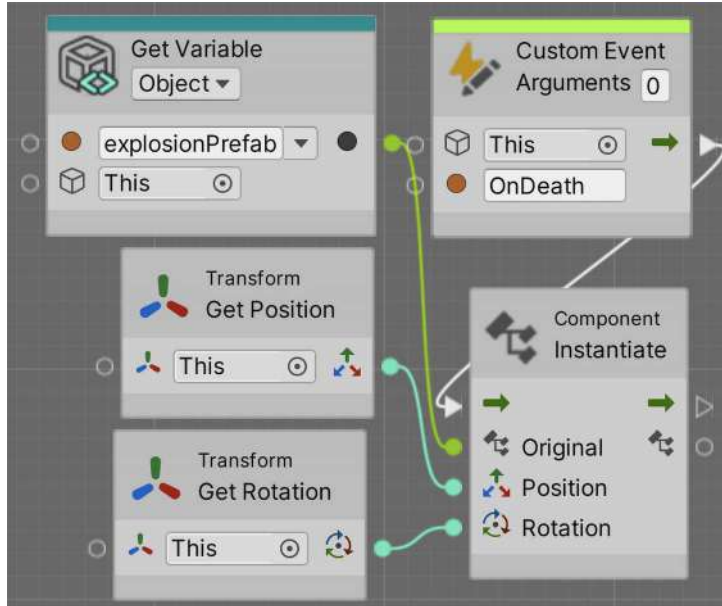 Get Variable
Object
explosionPrefab
This
Custom Event
Arguments 0
This
OnDeath
Transform
Get Position
This
Transform
Get Rotation
This
Component
Instantiate
Original
Position
Rotation